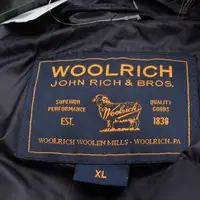 WOOLRICH
JOHN RICH & BROS.
SUPERIOR PERFORMANCE
QUALITY GOODS
Woolrich
EST. 1830
WOOLRICH WOOLEN MILLS - WOOLRICH, PA
XL